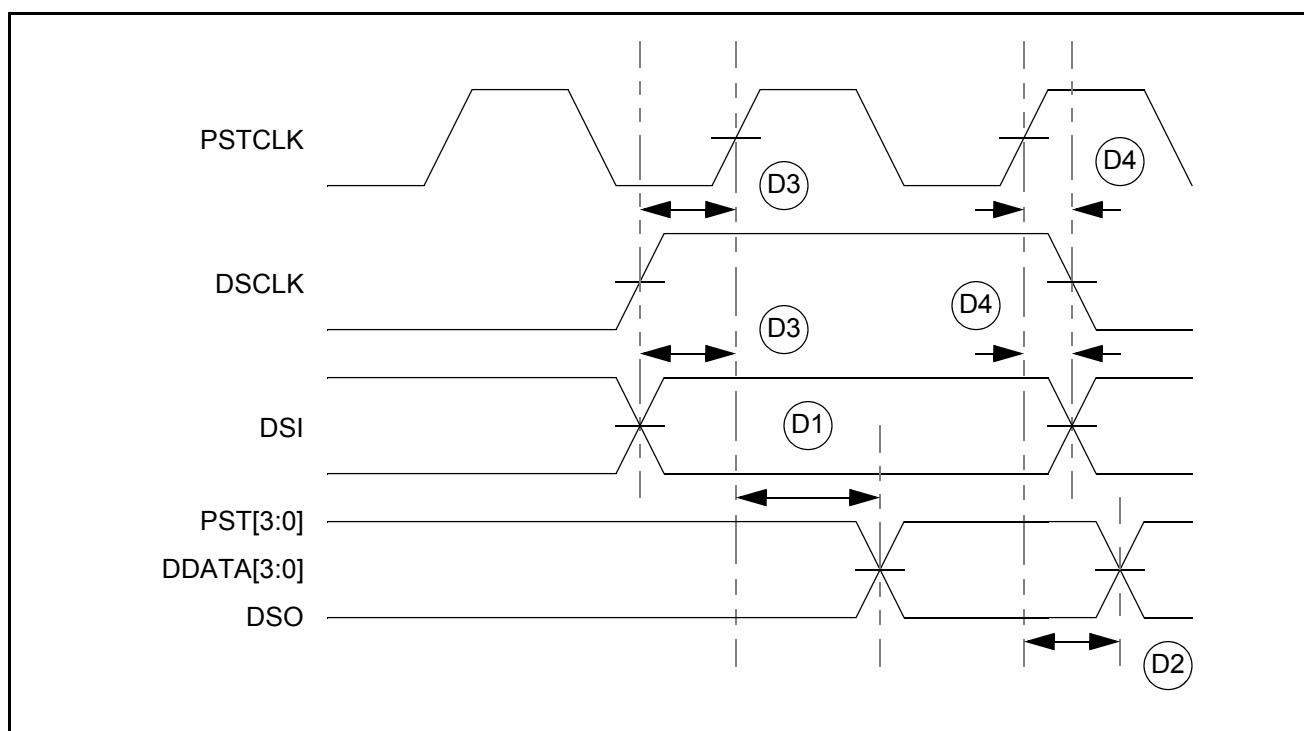 PSTCLK
D4
D3
DSCLK
D4
D3
DSI
D1
PST[3:0]
DDATA[3:0]
DSO
D2